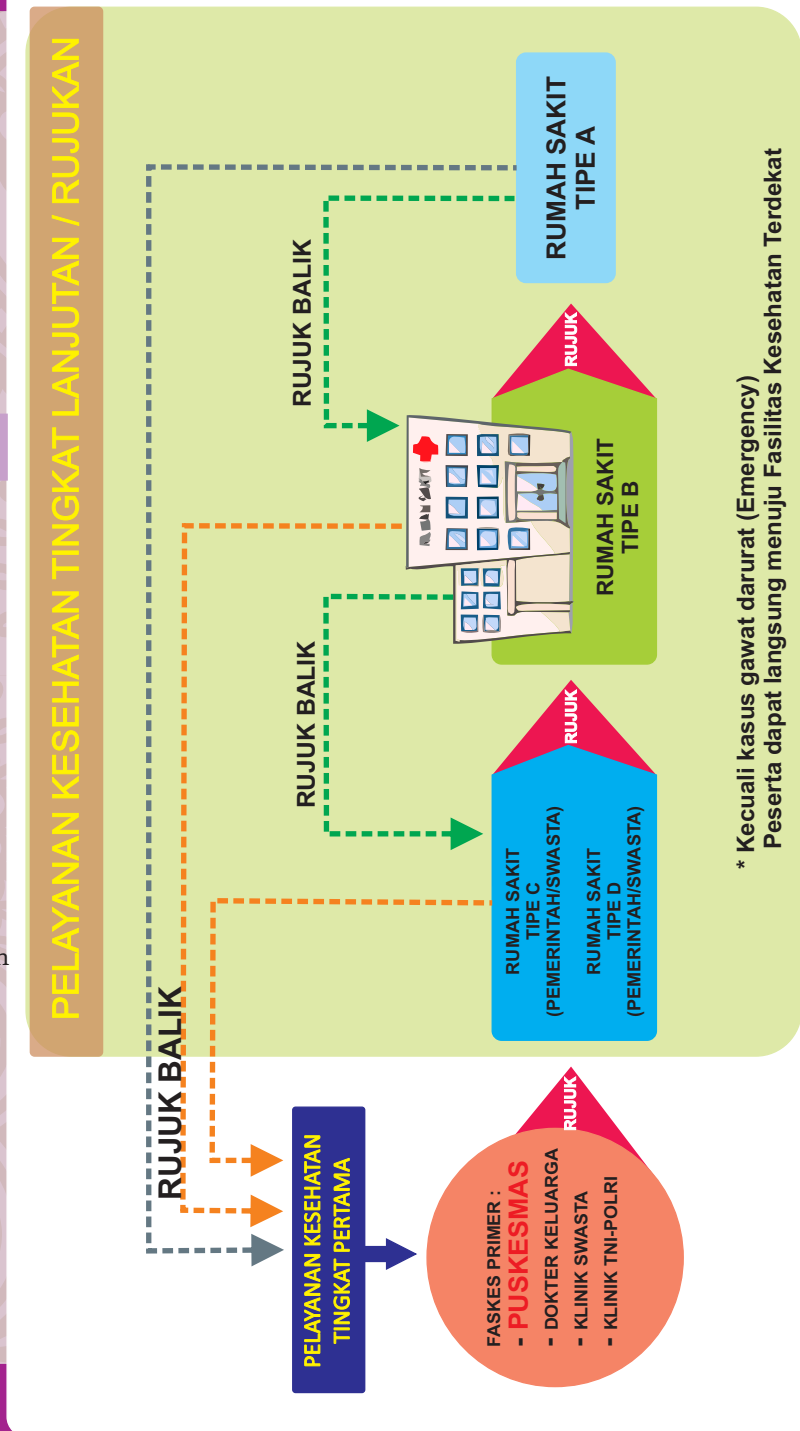 PELAYANAN KESEHATAN TINGKAT LANJUTAN / RUJUKAN
RUJUK BALIK
PELAYANAN KESEHATAN
TINGKAT PERTAMA
FASKES PRIMER :
- PUSKESMAS
- DOKTER KELUARGA
- KLINIK SWASTA
- KLINIK TNI-POLRI
RUJUK
RUJUK BALIK
RUMAH SAKIT
TIPE C
(PEMERINTAH/SWASTA)
RUMAH SAKIT
TIPE D
(PEMERINTAH/SWASTA)
RUJUK
RUJUK BALIK
RUMAH SAKIT
TIPE B
RUJUK
RUMAH SAKIT
TIPE A
* Kecuali kasus gawat darurat (Emergency)
Peserta dapat langsung menuju Fasilitas Kesehatan Terdekat